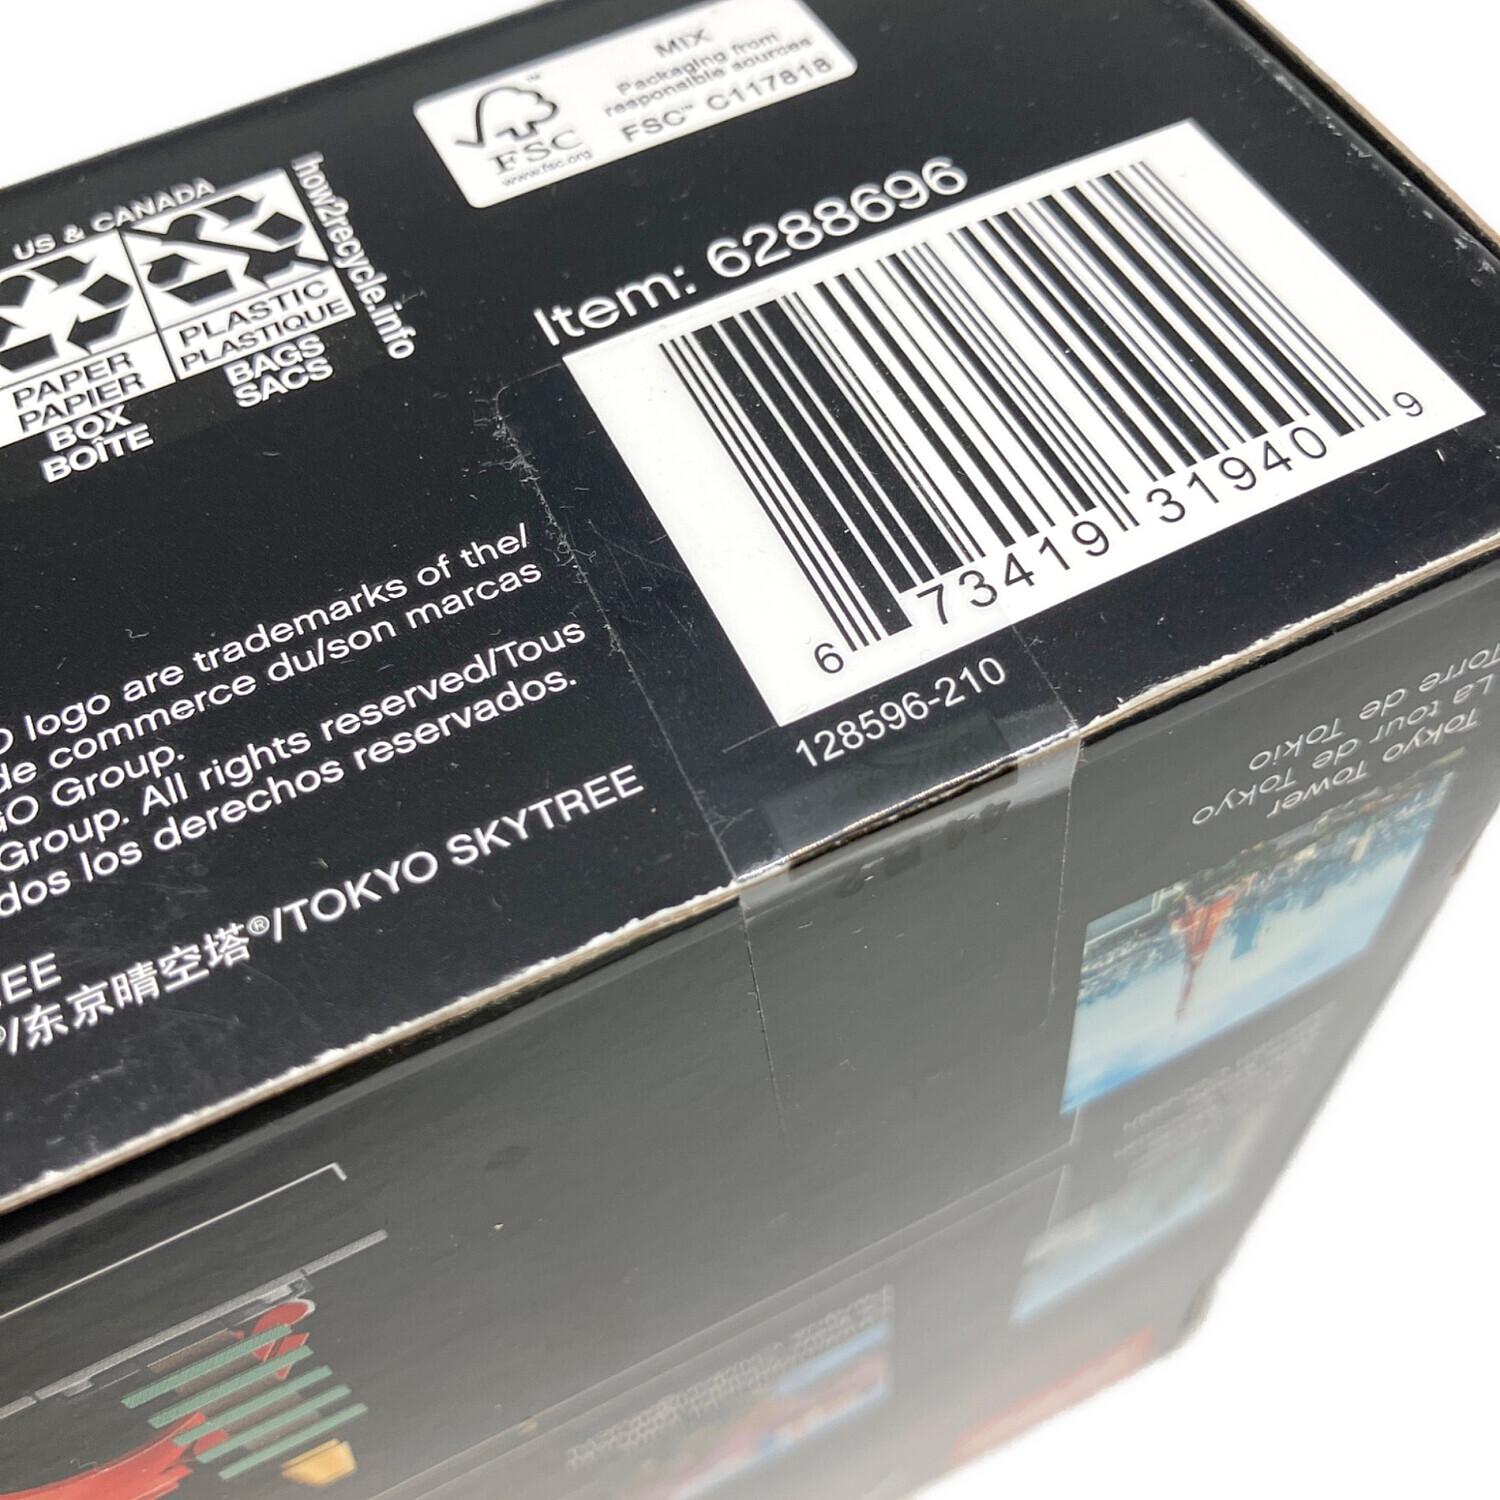 MIX
Packaging from
responsible sources
FSC™ C117818
FSC
www.fsc.org
US & CANADA
how2recycle.info
PAPER
PAPIER
BOX
BOÎTE
PLASTIC
PLASTIQUE
BAGS
SACS
Item: 6288696
6 73419 31940 9
128596-210
O logo are trademarks of the/
de commerce du/son marcas
GO Group.
Group. All rights reserved/Tous
dos los derechos reservados.
EE
®/东京晴空塔®/TOKYO SKYTREE
Tokyo Tower
La tour de Tokyo
Torre de Tokio